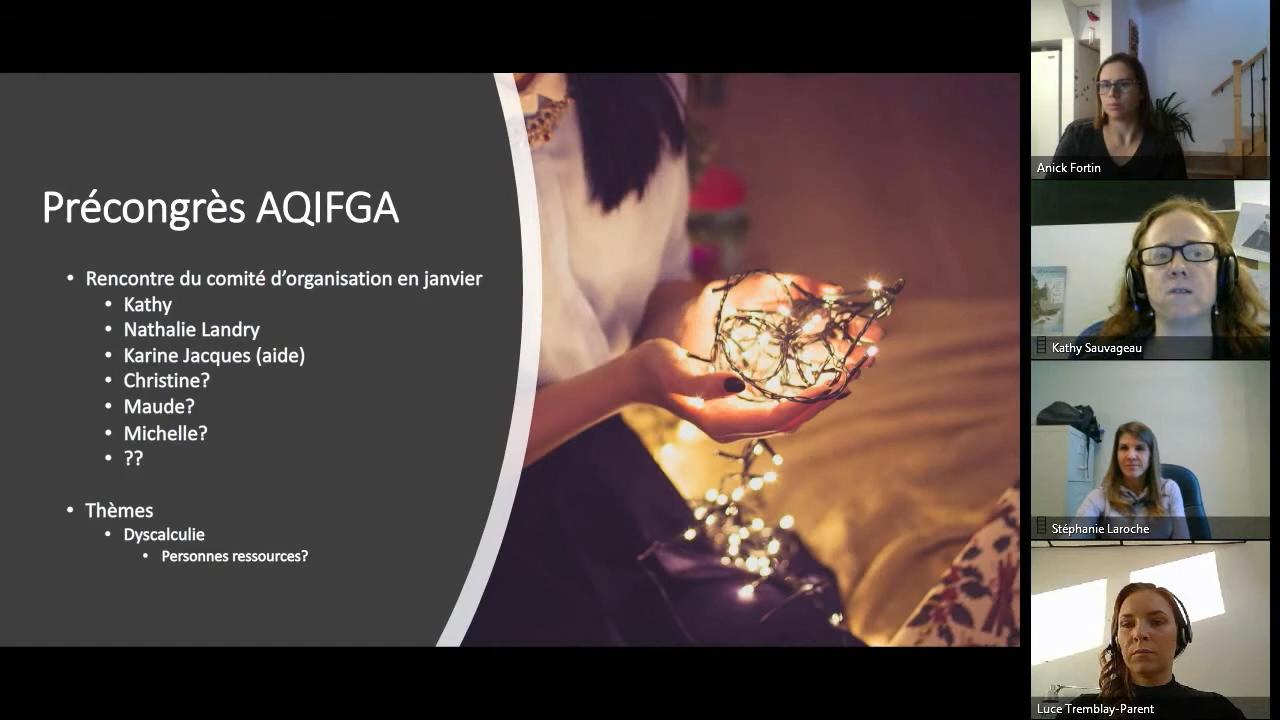 Précongrès AQIFGA
• Rencontre du comité d'organisation en janvier
• Kathy
• Nathalie Landry
• Karine Jacques (aide)
• Christine?
• Maude?
• Michelle?
• ??
• Thèmes
• Dyscalculie
• Personnes ressources?
Anick Fortin
Kathy Sauvageau
Stéphanie Laroche
Luce Tremblay-Parent